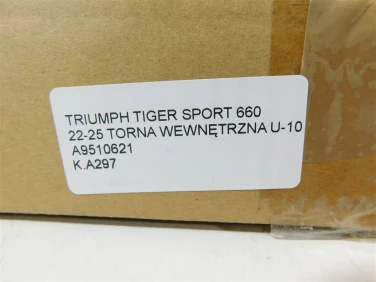 TRIUMPH TIGER SPORT 660
22-25 TORNA WEWNĘTRZNA U-10
A9510621
K.A297